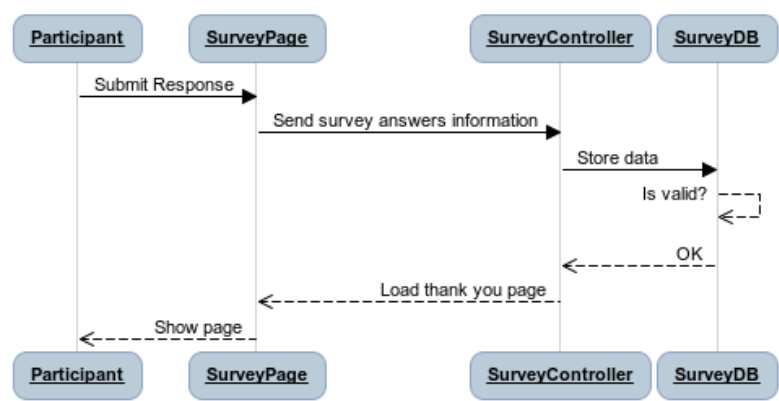 Participant SurveyPage SurveyController SurveyDB
Submit Response
Send survey answers information
Store data
Is valid?
OK
Load thank you page
Show page
Participant SurveyPage SurveyController SurveyDB